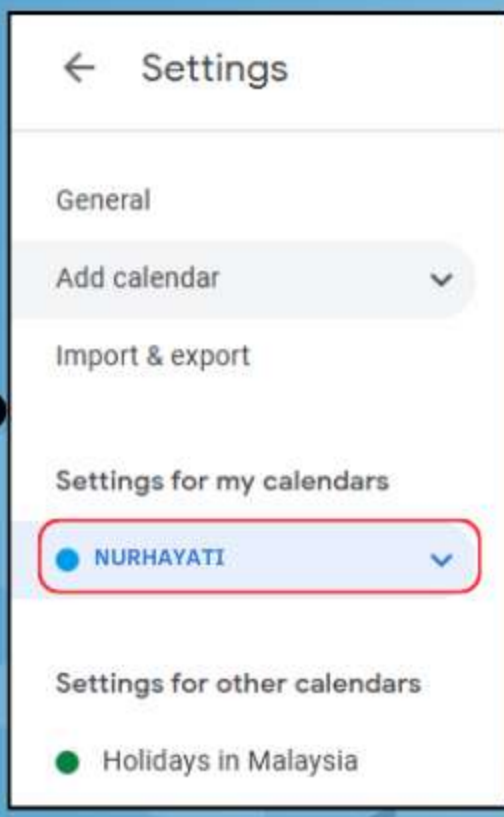 Settings
General
Add calendar
Import & export
Settings for my calendars
NURHAYATI
Settings for other calendars
Holidays in Malaysia